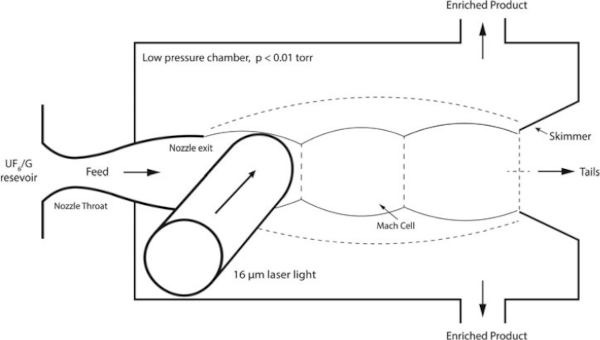 Enriched Product
Low pressure chamber, p < 0.01 torr
Skimmer
Nozzle exit
UF₆/G
resevoir
Feed
Tails
Nozzle Throat
Mach Cell
16 µm laser light
Enriched Product